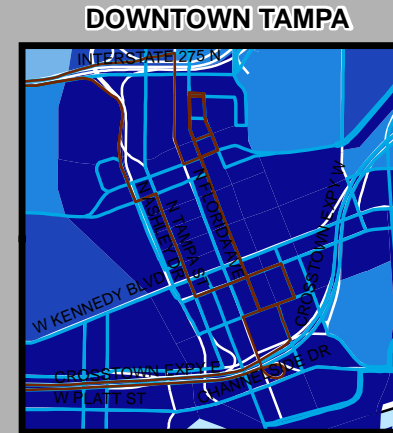 DOWNTOWN TAMPA
INTERSTATE 275 N
N ASHLEY DR
N TAMPA ST
N FLORIDA AVE
CROSSTOWN EXPY W
W KENNEDY BLVD
CROSSTOWN EXPY E
CHANNELSIDE DR
W PLATT ST